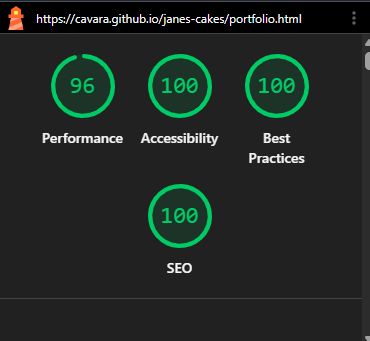 https://cavara.github.io/janes-cakes/portfolio.html
96
100
100
Performance
Accessibility
Best
Practices
100
SEO